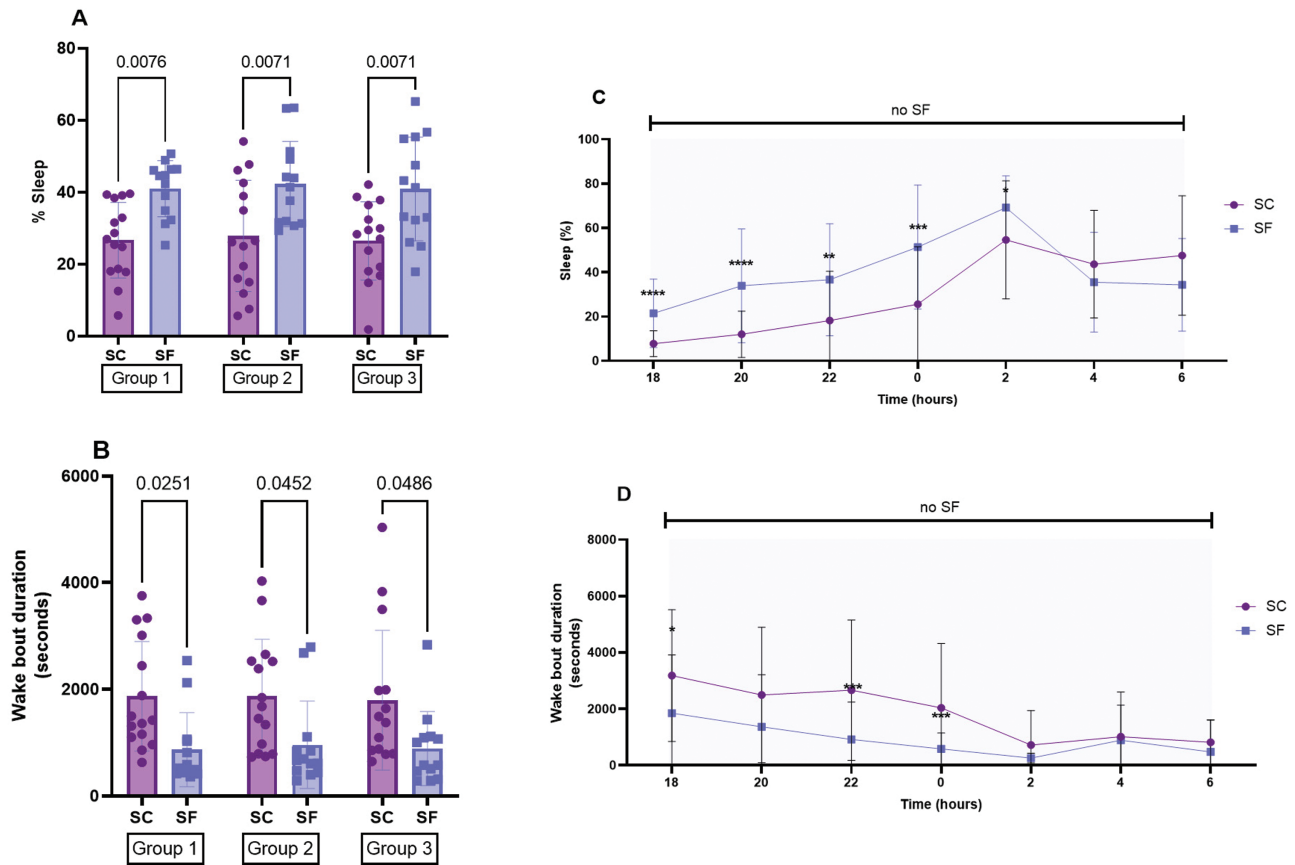 A
80
60
40
20
0
% Sleep
0.0076
0.0071
0.0071
SC SF SC SF SC SF
Group 1 Group 2 Group 3
B
6000
4000
2000
0
Wake bout duration
(seconds)
0.0251
0.0452
0.0486
SC SF SC SF SC SF
Group 1 Group 2 Group 3
C
no SF
100
80
60
40
20
0
Sleep (%)
****
****
**
***
*
18 20 22 0 2 4 6
Time (hours)
SC
SF
D
no SF
8000
6000
4000
2000
0
Wake bout duration
(seconds)
*
***
***
18 20 22 0 2 4 6
Time (hours)
SC
SF